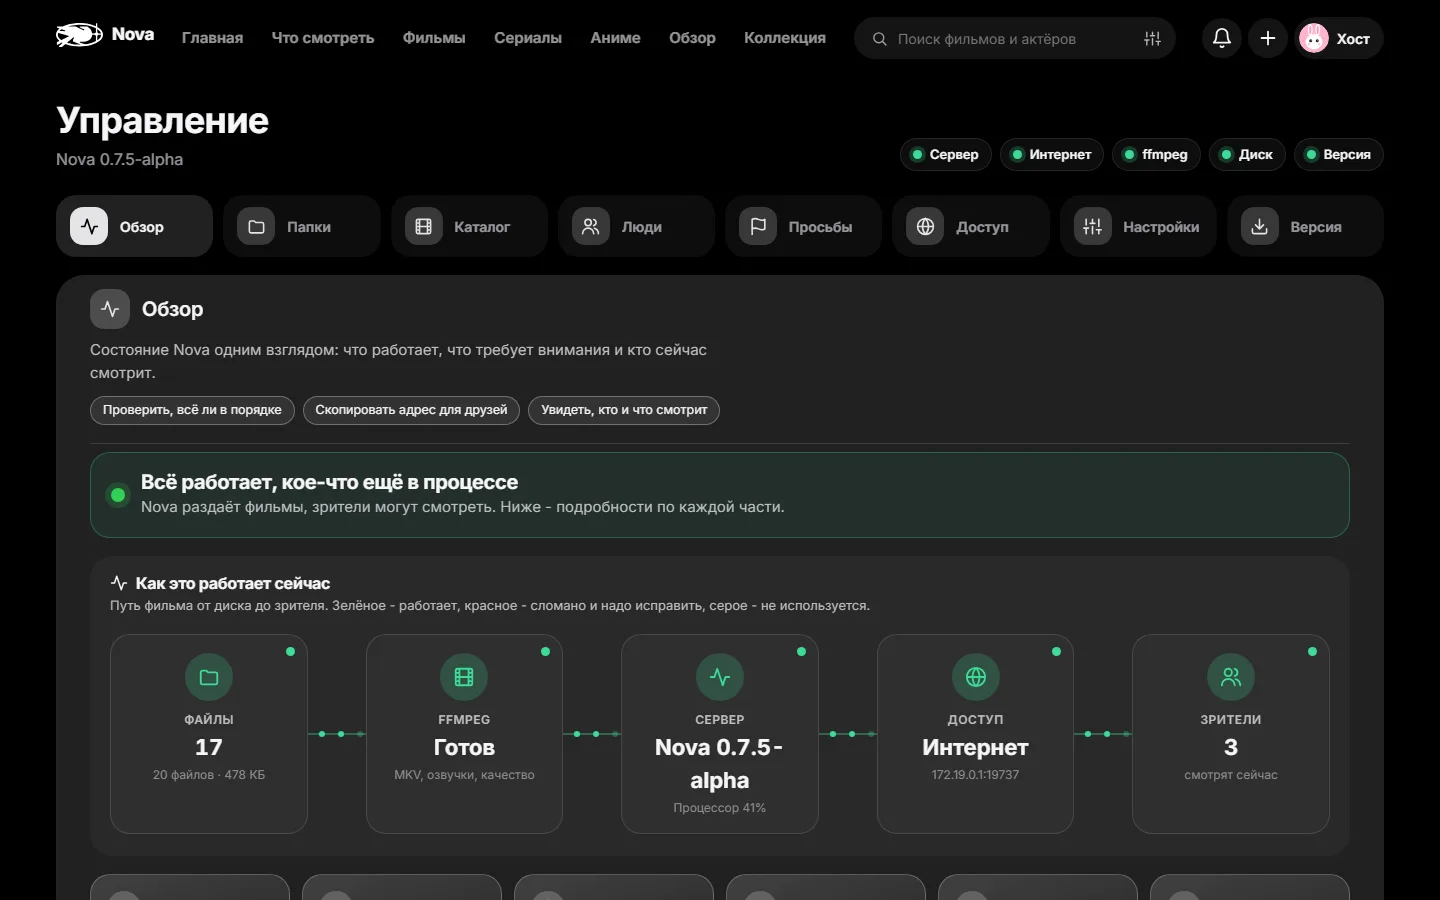 Nova
Главная
Что смотреть
Фильмы
Сериалы
Аниме
Обзор
Коллекция
Поиск фильмов и актёров
Хост
Управление
Nova 0.7.5-alpha
Сервер
Интернет
ffmpeg
Диск
Версия
Обзор
Папки
Каталог
Люди
Просьбы
Доступ
Настройки
Версия
Обзор
Состояние Nova одним взглядом: что работает, что требует внимания и кто сейчас
смотрит.
Проверить, всё ли в порядке
Скопировать адрес для друзей
Увидеть, кто и что смотрит
Всё работает, кое-что ещё в процессе
Nova раздаёт фильмы, зрители могут смотреть. Ниже - подробности по каждой части.
Как это работает сейчас
Путь фильма от диска до зрителя. Зелёное - работает, красное - сломано и надо исправить, серое - не используется.
ФАЙЛЫ
17
20 файлов · 478 КБ
FFMPEG
Готов
MKV, озвучки, качество
СЕРВЕР
Nova 0.7.5-
alpha
Процессор 41%
ДОСТУП
Интернет
172.19.0.1:19737
ЗРИТЕЛИ
3
смотрят сейчас